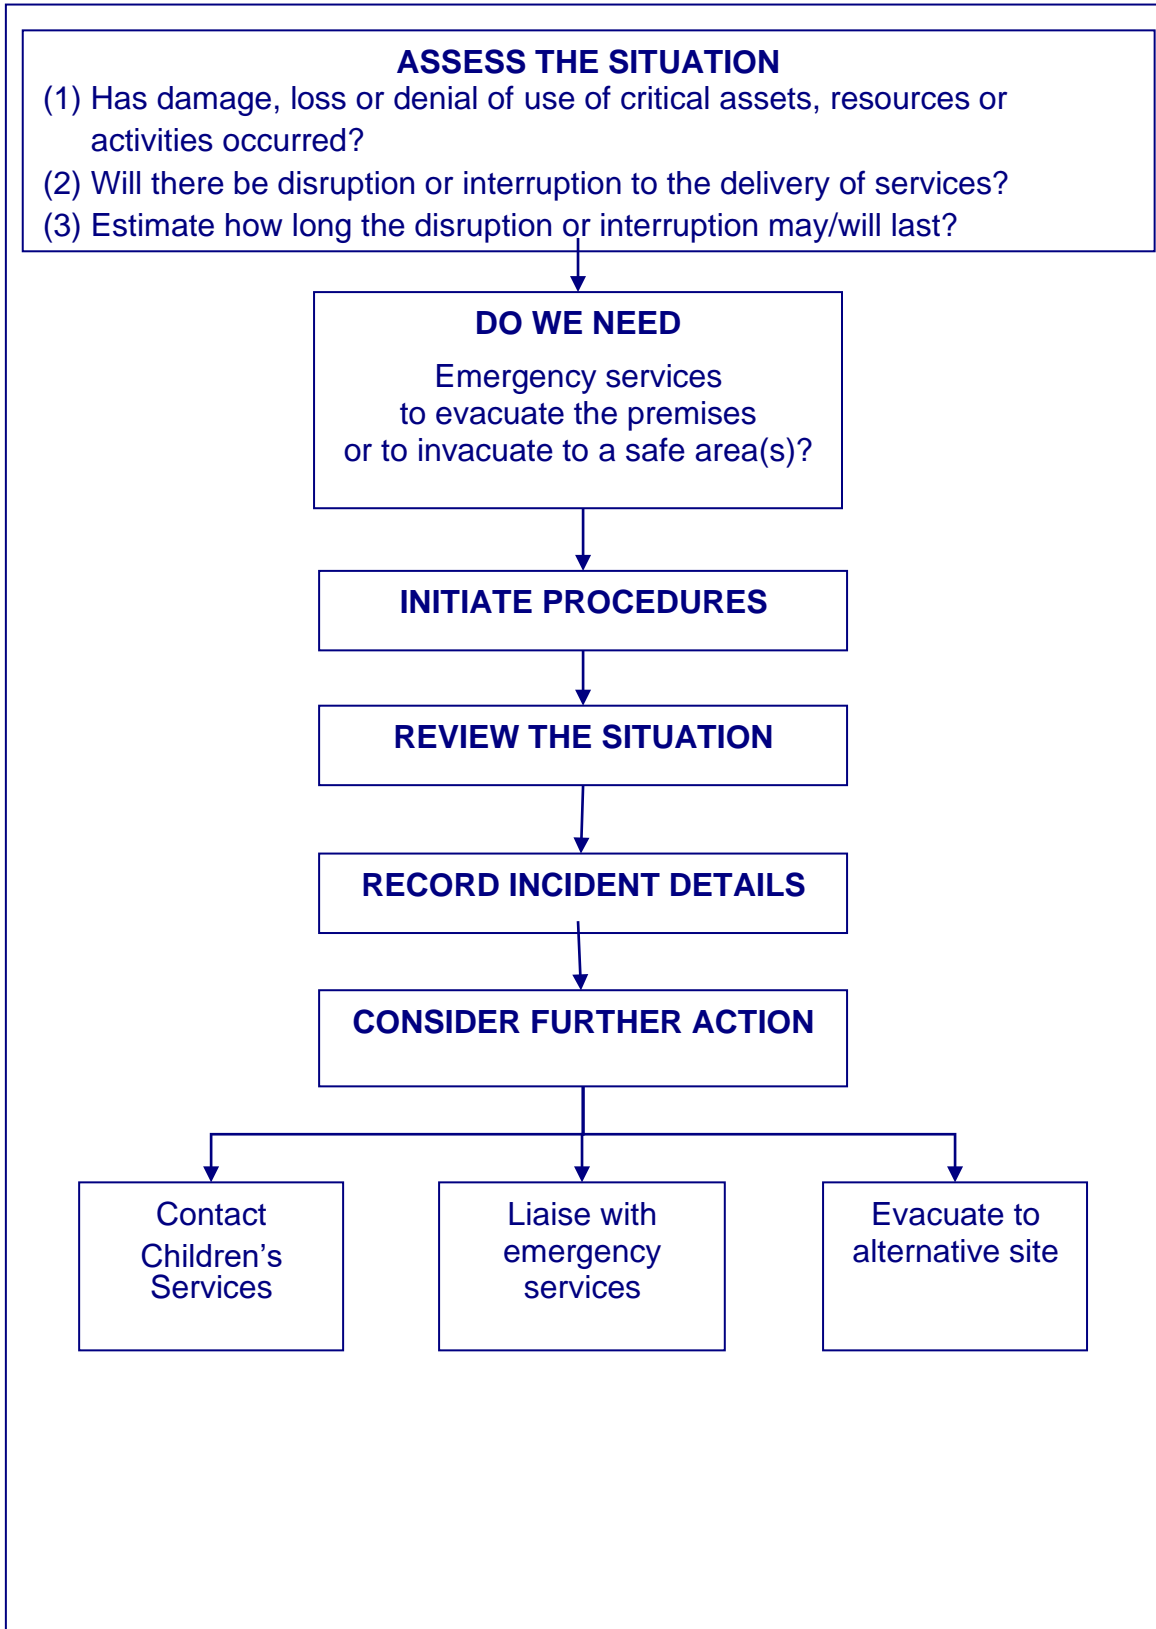 ASSESS THE SITUATION
(1) Has damage, loss or denial of use of critical assets, resources or
activities occurred?
(2) Will there be disruption or interruption to the delivery of services?
(3) Estimate how long the disruption or interruption may/will last?
DO WE NEED
Emergency services
to evacuate the premises
or to invacuate to a safe area(s)?
INITIATE PROCEDURES
REVIEW THE SITUATION
RECORD INCIDENT DETAILS
CONSIDER FURTHER ACTION
Contact
Children’s
Services
Liaise with
emergency
services
Evacuate to
alternative site